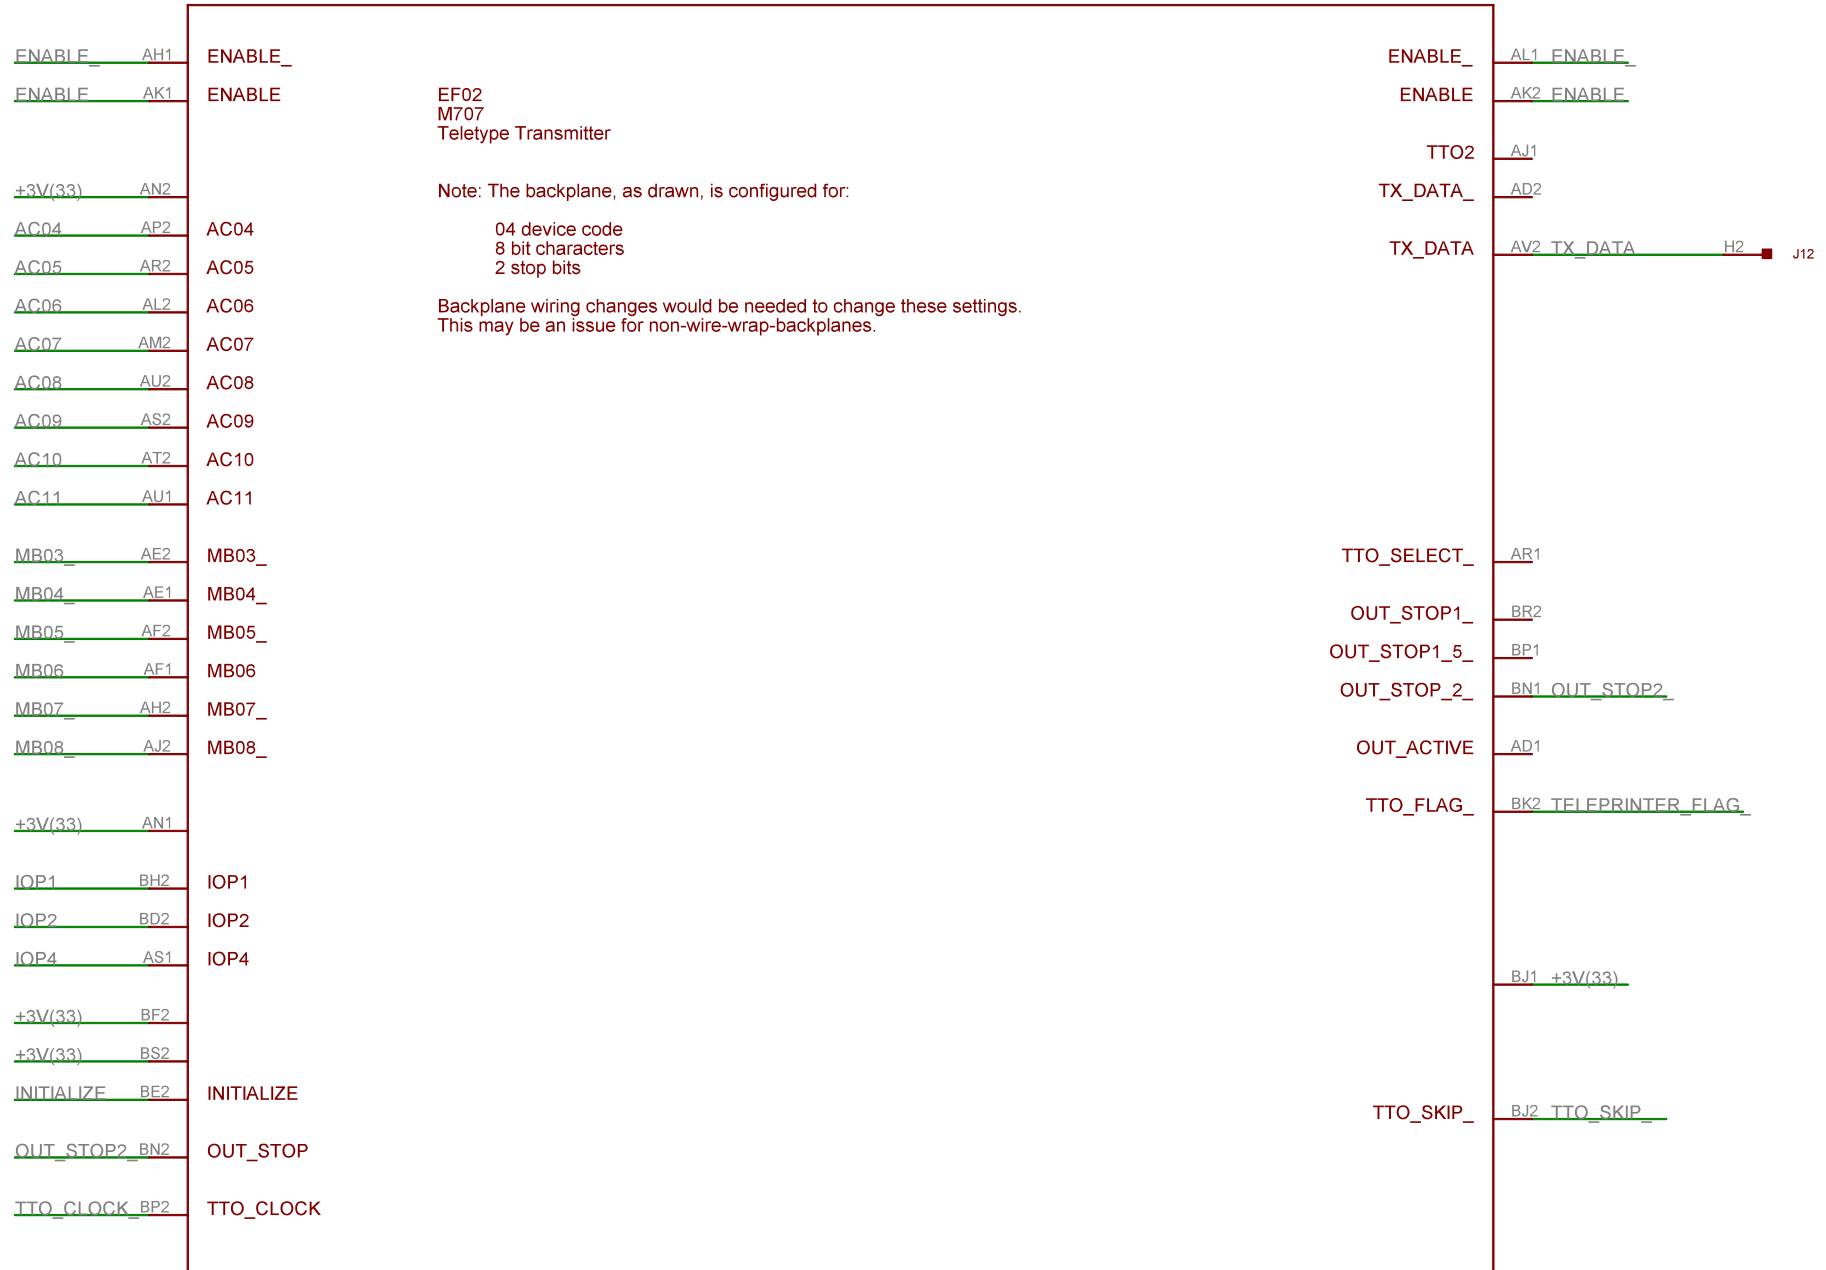 ENABLE_ AH1 ENABLE_ ENABLE_ AL1 ENABLE_
ENABLE AK1 ENABLE EF02 ENABLE AK2 ENABLE
M707
Teletype Transmitter
TTO2 AJ1
+3V(33) AN2 Note: The backplane, as drawn, is configured for: TX_DATA_ AD2
AC04 AP2 AC04 04 device code
8 bit characters TX_DATA AV2 TX_DATA H2 J12
AC05 AR2 AC05 2 stop bits
AC06 AL2 AC06 Backplane wiring changes would be needed to change these settings.
This may be an issue for non-wire-wrap-backplanes.
AC07 AM2 AC07
AC08 AU2 AC08
AC09 AS2 AC09
AC10 AT2 AC10
AC11 AU1 AC11
MB03_ AE2 MB03_ TTO_SELECT_ AR1
MB04_ AE1 MB04_
OUT_STOP1_ BR2
MB05_ AF2 MB05_
OUT_STOP1_5_ BP1
MB06 AF1 MB06
OUT_STOP_2_ BN1 OUT_STOP2_
MB07_ AH2 MB07_
MB08_ AJ2 MB08_ OUT_ACTIVE AD1
TTO_FLAG_ BK2 TELEPRINTER_FLAG_
+3V(33) AN1
IOP1 BH2 IOP1
IOP2 BD2 IOP2
IOP4 AS1 IOP4
BJ1 +3V(33)
+3V(33) BF2
+3V(33) BS2
INITIALIZE BE2 INITIALIZE
TTO_SKIP_ BJ2 TTO_SKIP_
OUT_STOP2_ BN2 OUT_STOP
TTO_CLOCK_ BP2 TTO_CLOCK